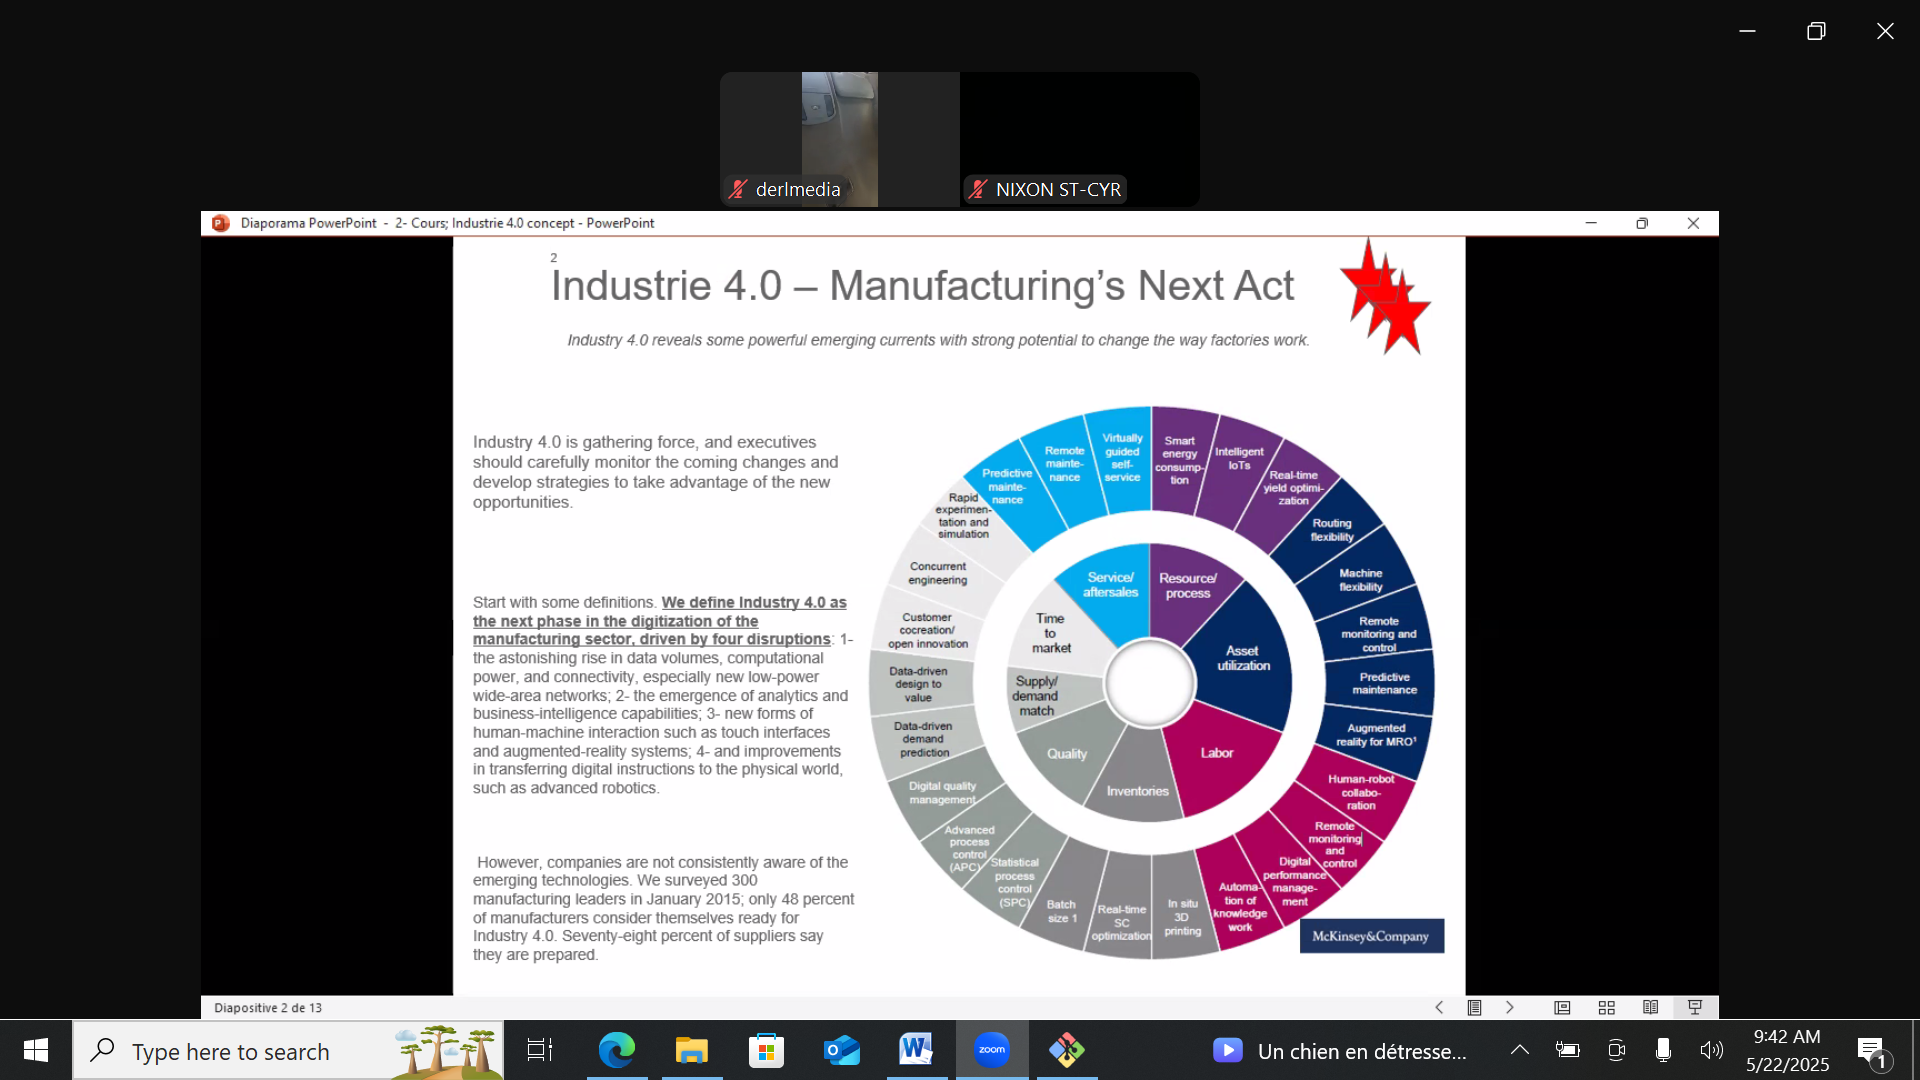 derlmedia
NIXON ST-CYR
Diaporama PowerPoint - 2- Cours; Industrie 4.0 concept - PowerPoint
2
Industrie 4.0 – Manufacturing's Next Act
Industry 4.0 reveals some powerful emerging currents with strong potential to change the way factories work.
Industry 4.0 is gathering force, and executives
should carefully monitor the coming changes and
develop strategies to take advantage of the new
opportunities.
Start with some definitions. We define Industry 4.0 as
the next phase in the digitization of the
manufacturing sector, driven by four disruptions: 1-
the astonishing rise in data volumes, computational
power, and connectivity, especially new low-power
wide-area networks; 2- the emergence of analytics and
business-intelligence capabilities; 3- new forms of
human-machine interaction such as touch interfaces
and augmented-reality systems; 4- and improvements
in transferring digital instructions to the physical world,
such as advanced robotics.
However, companies are not consistently aware of the
emerging technologies. We surveyed 300
manufacturing leaders in January 2015; only 48 percent
of manufacturers consider themselves ready for
Industry 4.0. Seventy-eight percent of suppliers say
they are prepared.
Smart
energy
consump-
tion
Intelligent
IoTs
Real-time
yield optimi-
zation
Routing
flexibility
Machine
flexibility
Remote
monitoring and
control
Predictive
maintenance
Augmented
reality for MRO¹
Human-robot
collabo-
ration
Remote
monitoring
and
control
Digital
performance
manage-
ment
Automa-
tion of
knowledge
work
In situ
3D
printing
Real-time
SC
optimization
Batch
size 1
Statistical
process
control
(SPC)
Advanced
process
control
(APC)
Digital quality
management
Data-driven
demand
prediction
Data-driven
design to
value
Customer
cocreation/
open innovation
Concurrent
engineering
Rapid
experimen-
tation and
simulation
Predictive
mainte-
nance
Remote
mainte-
nance
Virtually
guided
self-
service
Service/
aftersales
Resource/
process
Asset
utilization
Labor
Inventories
Quality
Supply/
demand
match
Time
to
market
McKinsey&Company
Diapositive 2 de 13
Type here to search
zoom
Un chien en détresse...
9:42 AM
5/22/2025
1